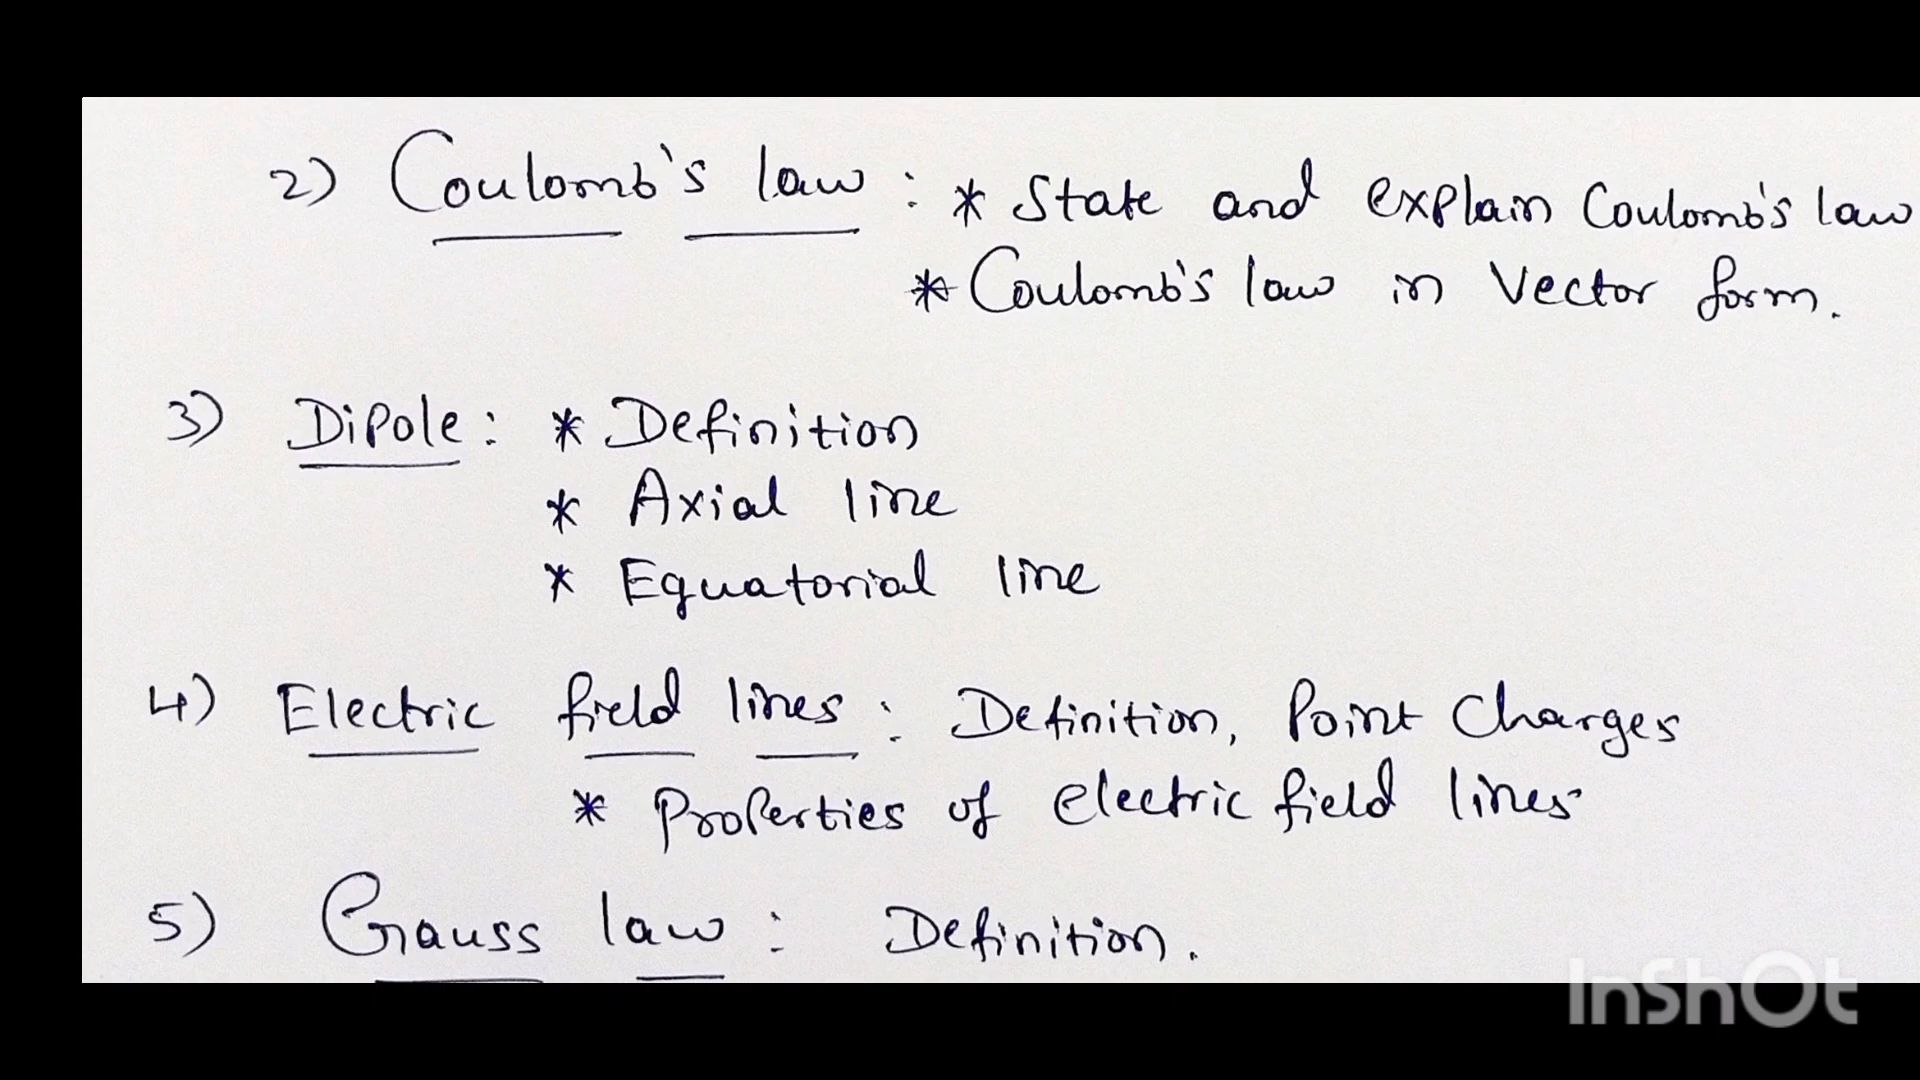 2) Coulomb's law : * State and explain Coulomb's law
* Coulomb's law in Vector form.
3) Dipole : * Definition
* Axial line
* Equatorial line
4) Electric field lines : Definition, Point Charges
* Properties of electric field lines
5) Gauss law : Definition.
InShOt